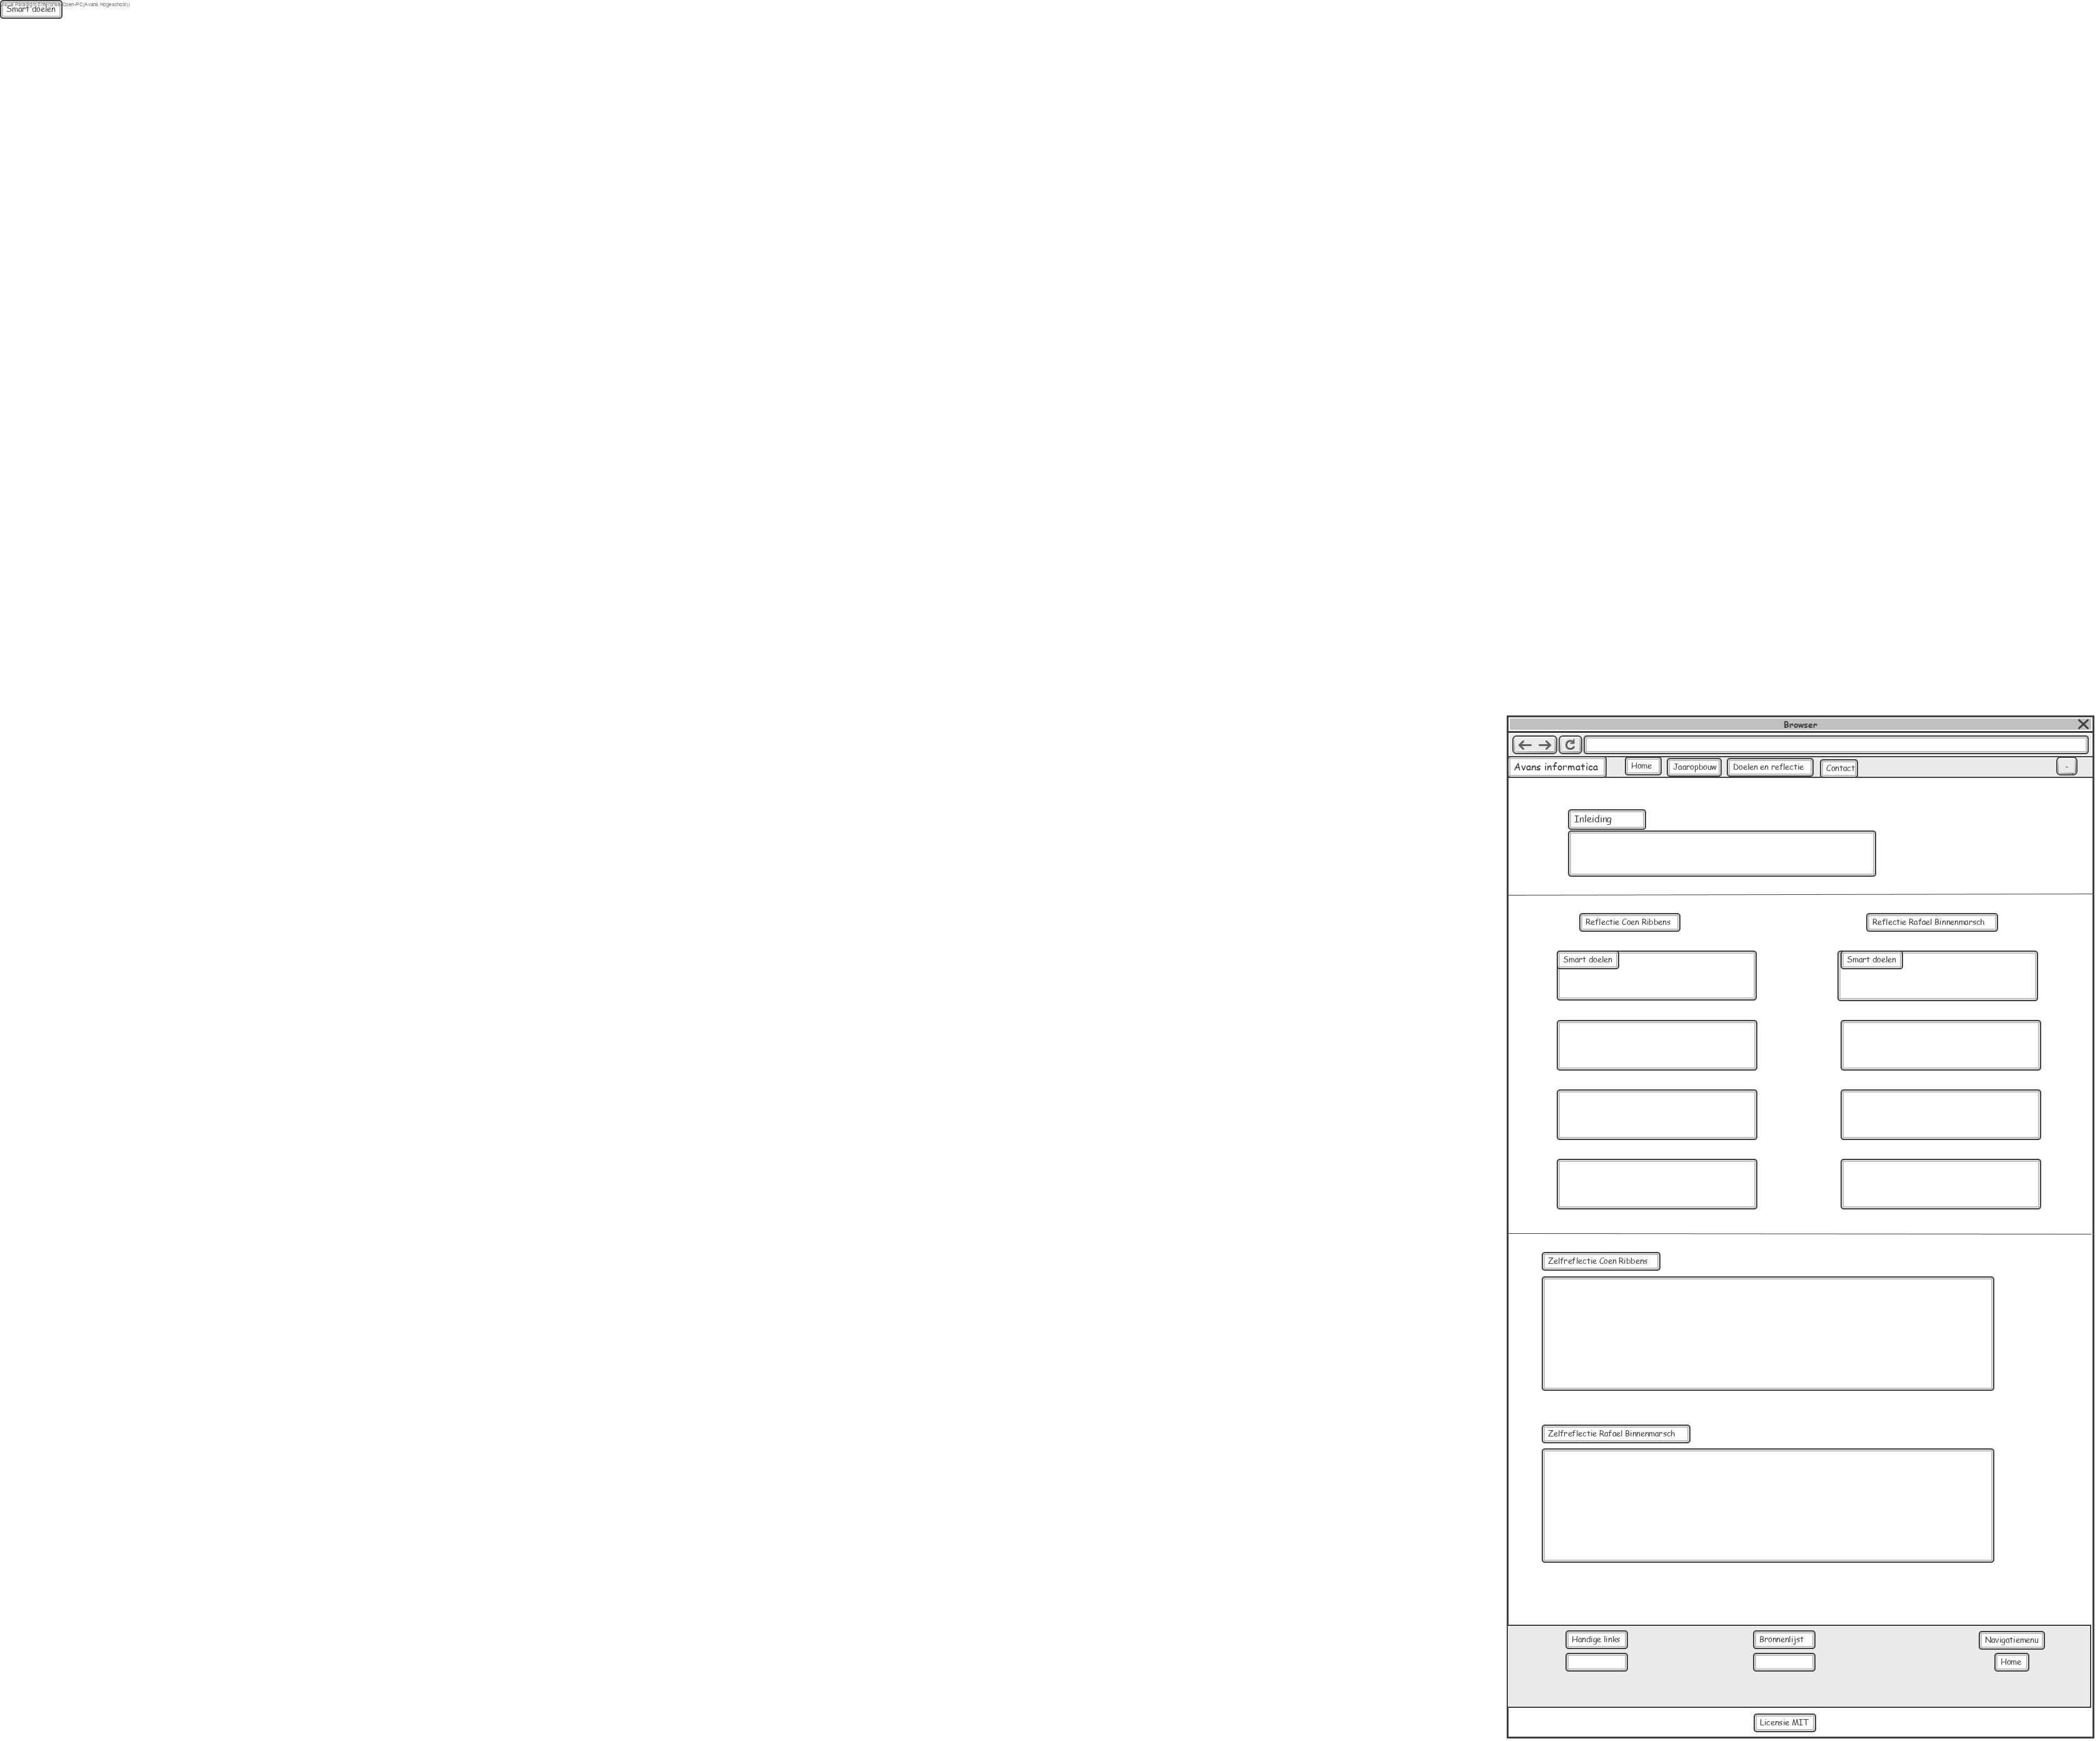 Smart doelen
Browser
Avans informatica
Home
Jaaropbouw
Doelen en reflectie
Contact
-
Inleiding
Reflectie Coen Ribbens
Reflectie Rafael Binnenmarsch
Smart doelen
Smart doelen
Zelfreflectie Coen Ribbens
Zelfreflectie Rafael Binnenmarsch
Handige links
Bronnenlijst
Navigatiemenu
Home
Licensie MIT